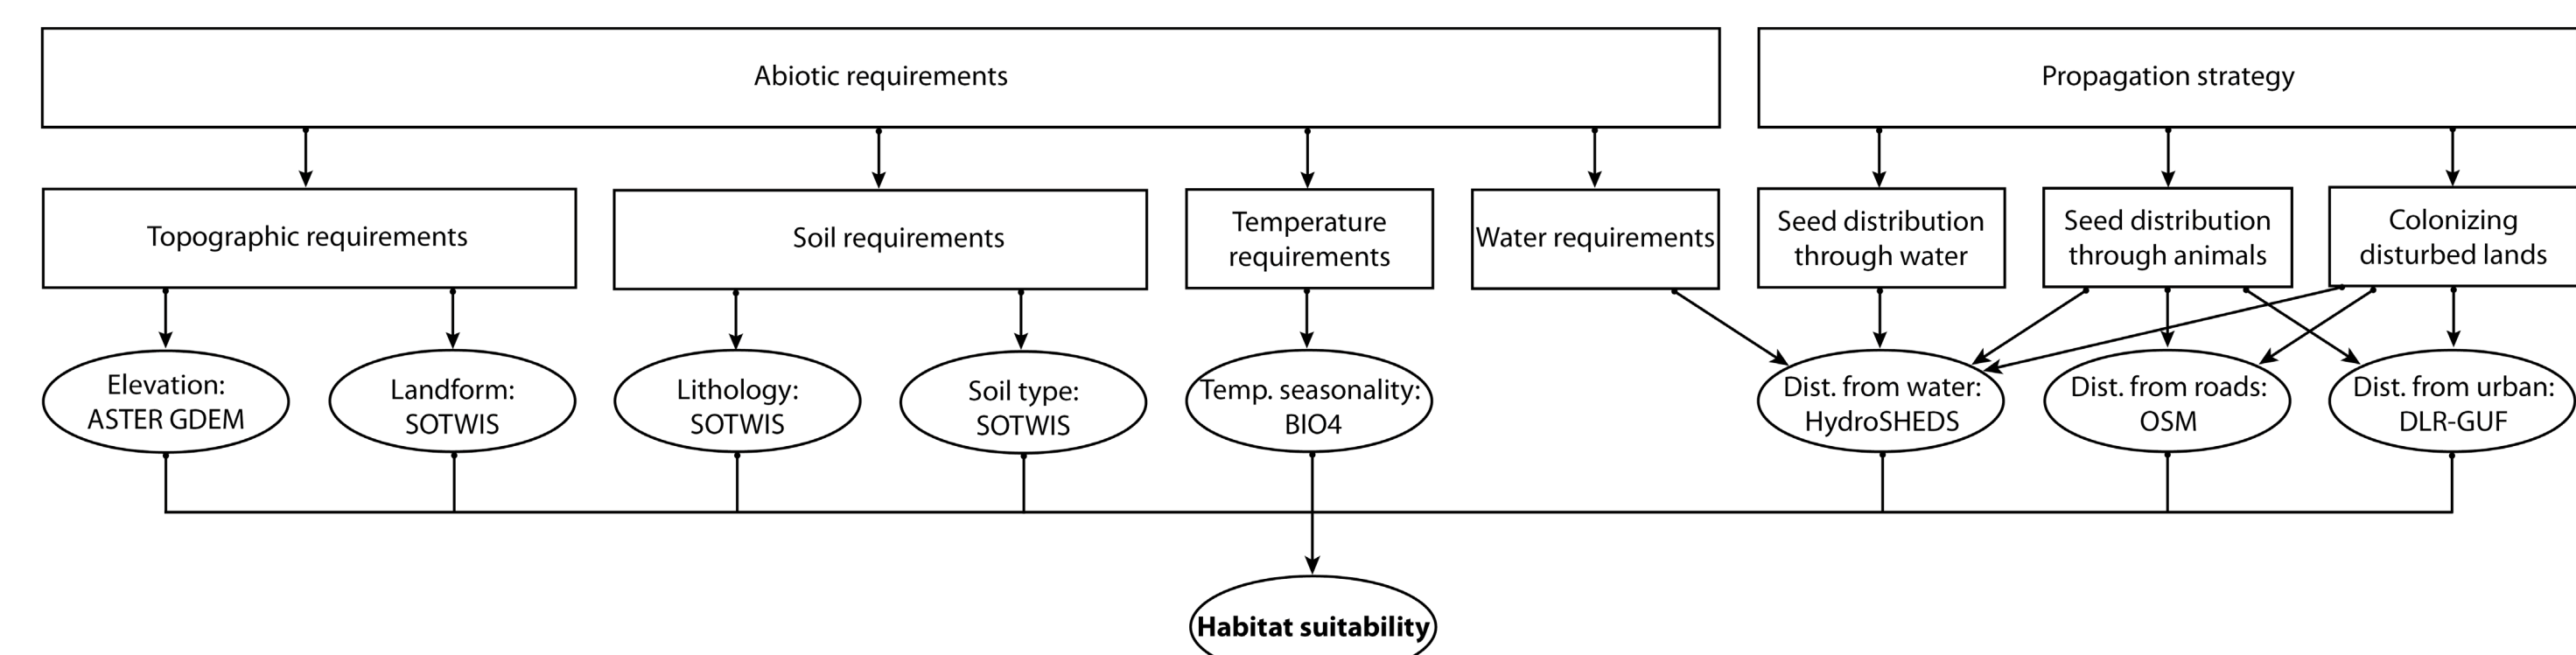 Abiotic requirements
Propagation strategy
Topographic requirements
Soil requirements
Temperature
requirements
Water requirements
Seed distribution
through water
Seed distribution
through animals
Colonizing
disturbed lands
Elevation:
ASTER GDEM
Landform:
SOTWIS
Lithology:
SOTWIS
Soil type:
SOTWIS
Temp. seasonality:
BIO4
Dist. from water:
HydroSHEDS
Dist. from roads:
OSM
Dist. from urban:
DLR-GUF
Habitat suitability